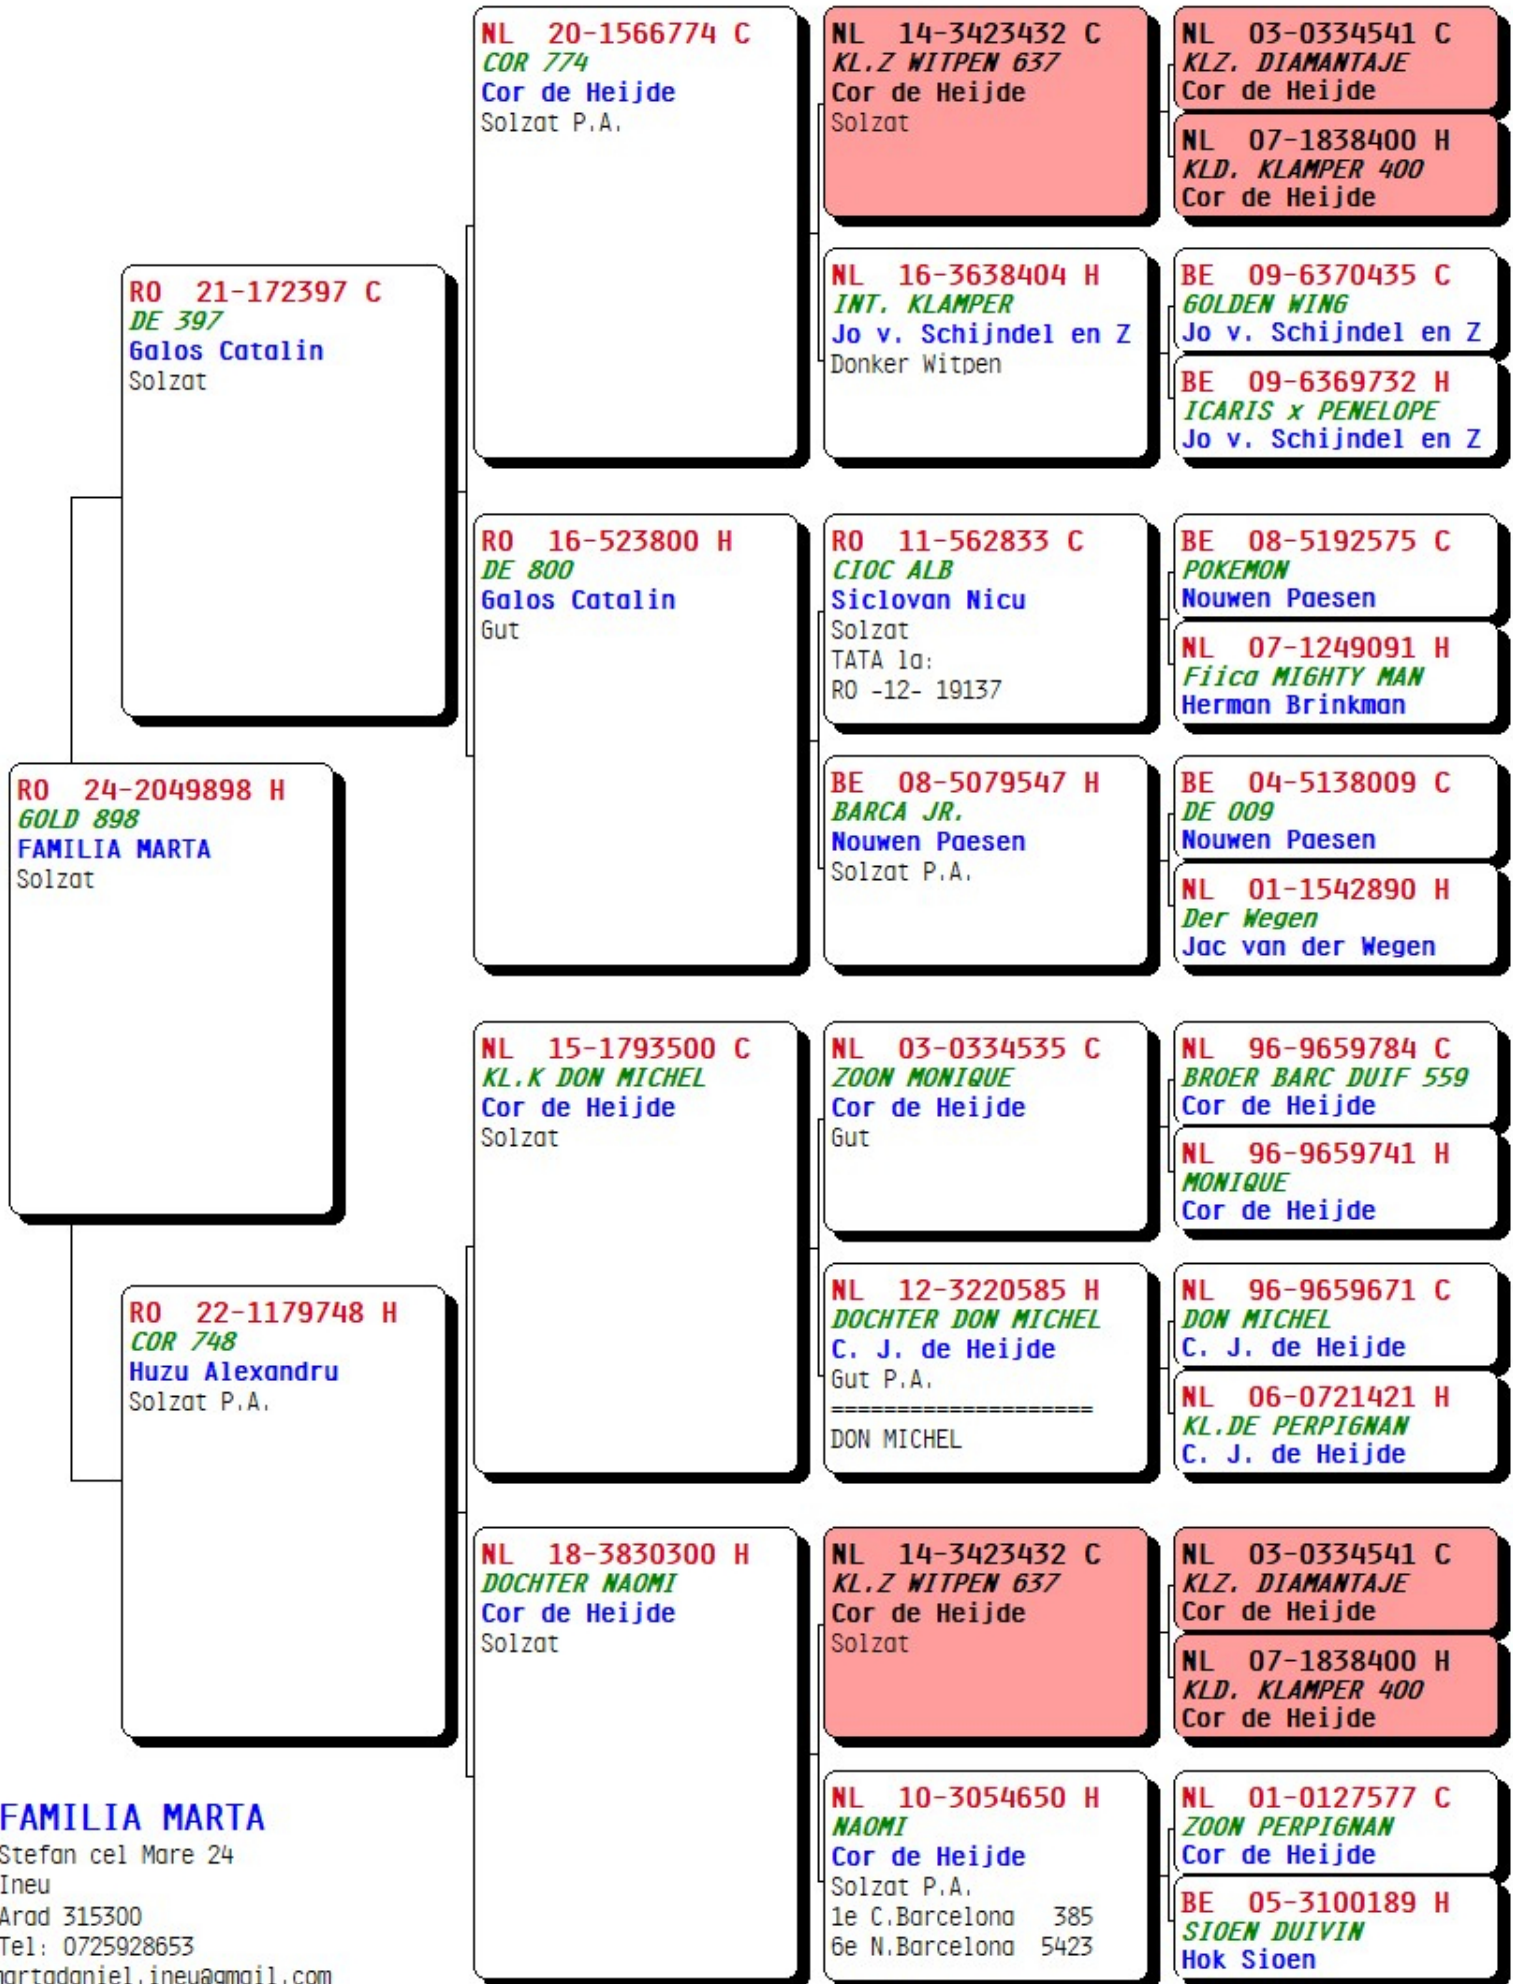 NL 20-1566774 C
COR 774
Cor de Heijde
Solzat P.A.
NL 14-3423432 C
KL.Z WITPEN 637
Cor de Heijde
Solzat
NL 03-0334541 C
KLZ. DIAMANTAJE
Cor de Heijde
NL 07-1838400 H
KLD. KLAMPER 400
Cor de Heijde
RO 21-172397 C
DE 397
Galos Catalin
Solzat
NL 16-3638404 H
INT. KLAMPER
Jo v. Schijndel en Z
Donker Witpen
BE 09-6370435 C
GOLDEN WING
Jo v. Schijndel en Z
BE 09-6369732 H
ICARIS x PENELOPE
Jo v. Schijndel en Z
RO 16-523800 H
DE 800
Galos Catalin
Gut
RO 11-562833 C
CIOC ALB
Siclovan Nicu
Solzat
TATA la:
RO -12- 19137
BE 08-5192575 C
POKEMON
Nouwen Paesen
NL 07-1249091 H
Fiica MIGHTY MAN
Herman Brinkman
RO 24-2049898 H
GOLD 898
FAMILIA MARTA
Solzat
BE 08-5079547 H
BARCA JR.
Nouwen Paesen
Solzat P.A.
BE 04-5138009 C
DE 009
Nouwen Paesen
NL 01-1542890 H
Der Wegen
Jac van der Wegen
NL 15-1793500 C
KL.K DON MICHEL
Cor de Heijde
Solzat
NL 03-0334535 C
ZOON MONIQUE
Cor de Heijde
Gut
NL 96-9659784 C
BROER BARC DUIF 559
Cor de Heijde
NL 96-9659741 H
MONIQUE
Cor de Heijde
RO 22-1179748 H
COR 748
Huzu Alexandru
Solzat P.A.
NL 12-3220585 H
DOCHTER DON MICHEL
C. J. de Heijde
Gut P.A.
====================
DON MICHEL
NL 96-9659671 C
DON MICHEL
C. J. de Heijde
NL 06-0721421 H
KL.DE PERPIGNAN
C. J. de Heijde
NL 18-3830300 H
DOCHTER NAOMI
Cor de Heijde
Solzat
NL 14-3423432 C
KL.Z WITPEN 637
Cor de Heijde
Solzat
NL 03-0334541 C
KLZ. DIAMANTAJE
Cor de Heijde
NL 07-1838400 H
KLD. KLAMPER 400
Cor de Heijde
NL 10-3054650 H
NAOMI
Cor de Heijde
Solzat P.A.
1e C.Barcelona 385
6e N.Barcelona 5423
NL 01-0127577 C
ZOON PERPIGNAN
Cor de Heijde
BE 05-3100189 H
SIOEN DUIVIN
Hok Sioen
FAMILIA MARTA
Stefan cel Mare 24
Ineu
Arad 315300
Tel: 0725928653
martadaniel.ineu@gmail.com